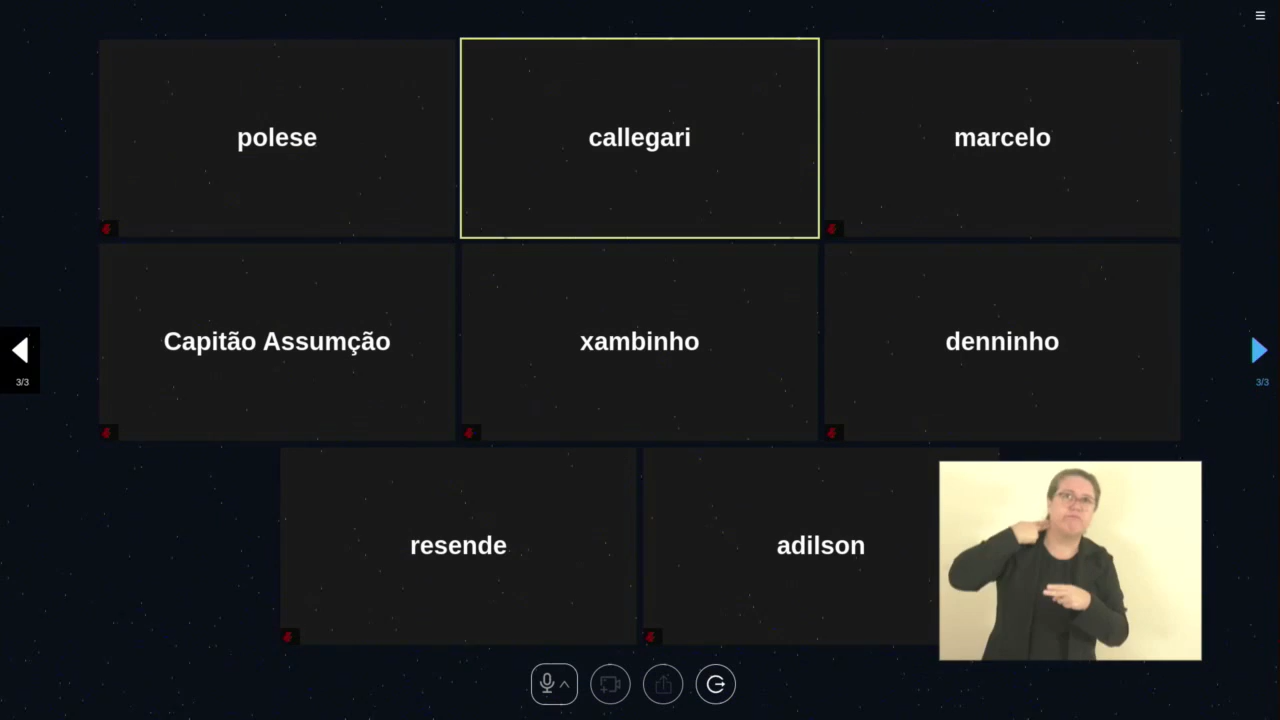 polese
callegari
marcelo
Capitão Assumção
xambinho
denninho
3/3
3/3
resende
adilson